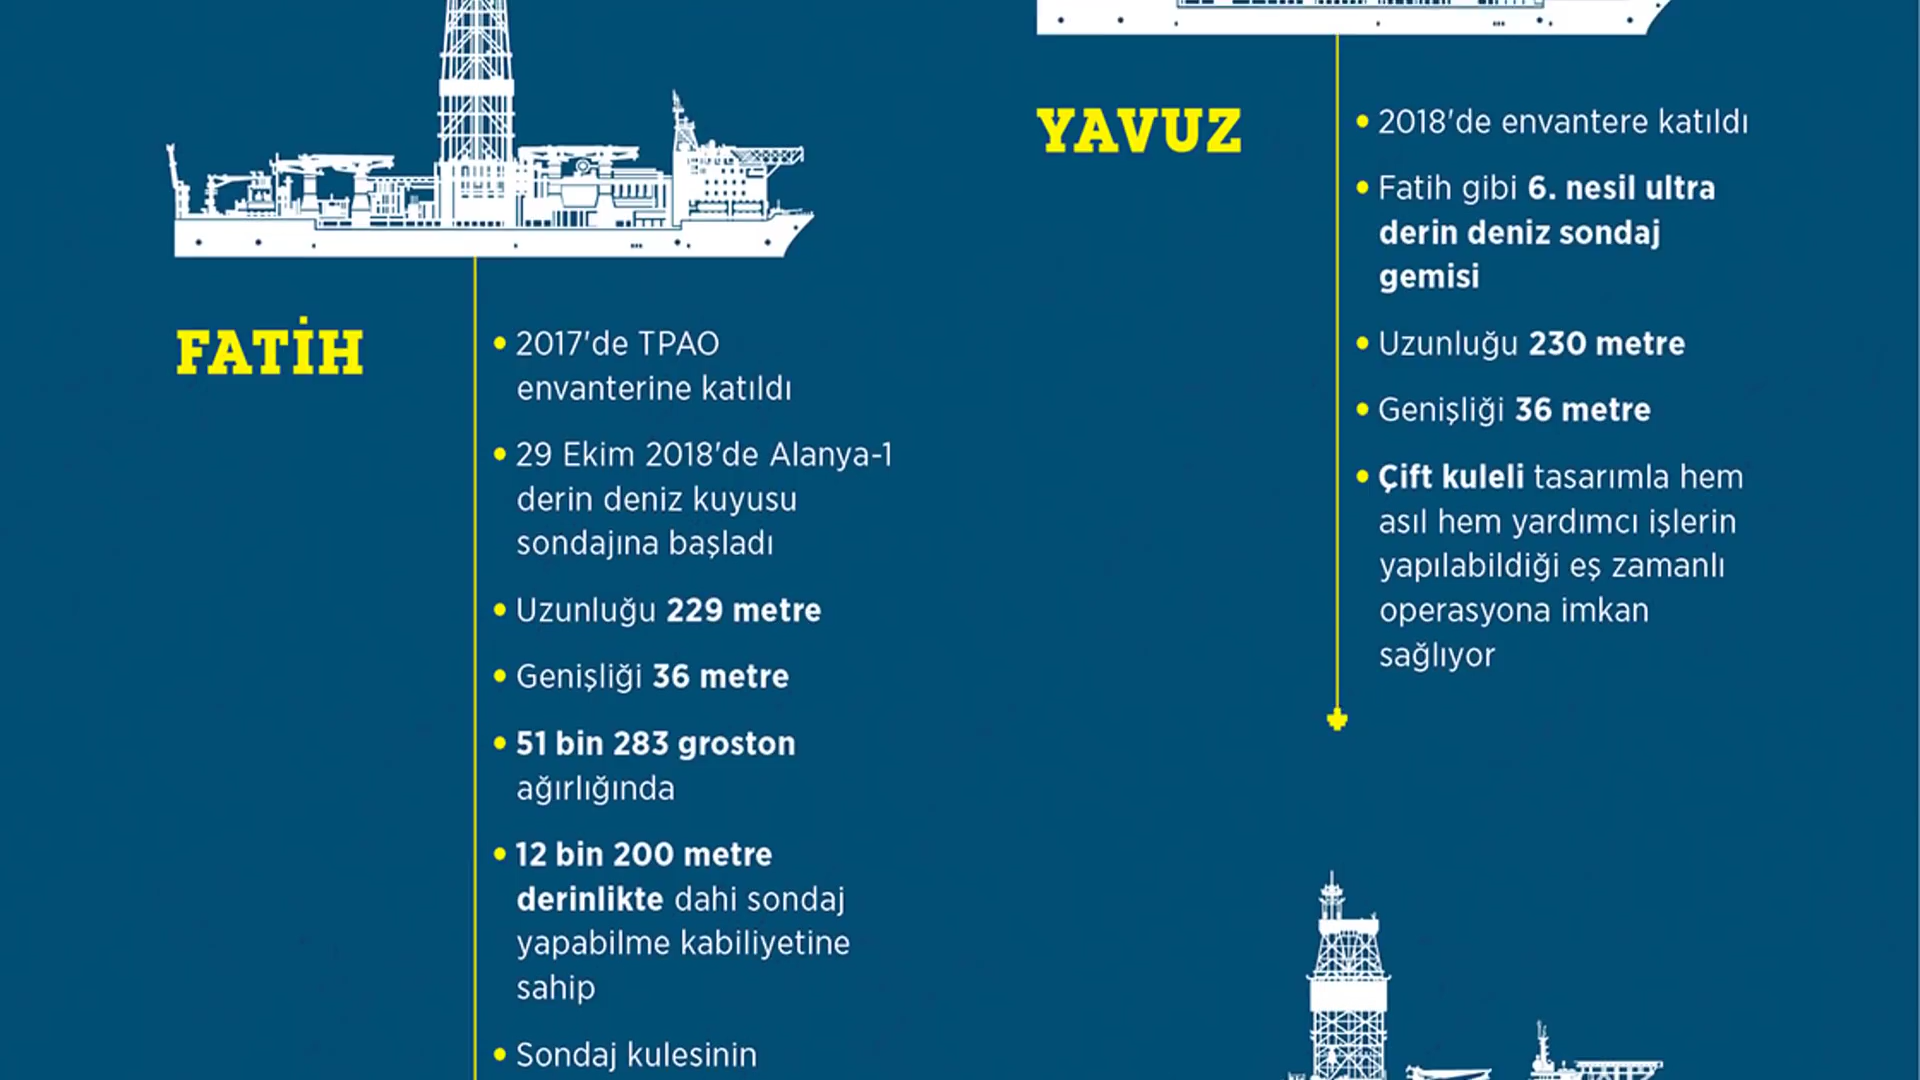 FATİH
• 2017'de TPAO
envanterine katıldı
• 29 Ekim 2018'de Alanya-1
derin deniz kuyusu
sondajına başladı
• Uzunluğu 229 metre
• Genişliği 36 metre
• 51 bin 283 groston
ağırlığında
• 12 bin 200 metre
derinlikte dahi sondaj
yapabilme kabiliyetine
sahip
• Sondaj kulesinin
YAVUZ
• 2018'de envantere katıldı
• Fatih gibi 6. nesil ultra
derin deniz sondaj
gemisi
• Uzunluğu 230 metre
• Genişliği 36 metre
• Çift kuleli tasarımla hem
asıl hem yardımcı işlerin
yapılabildiği eş zamanlı
operasyona imkan
sağlıyor